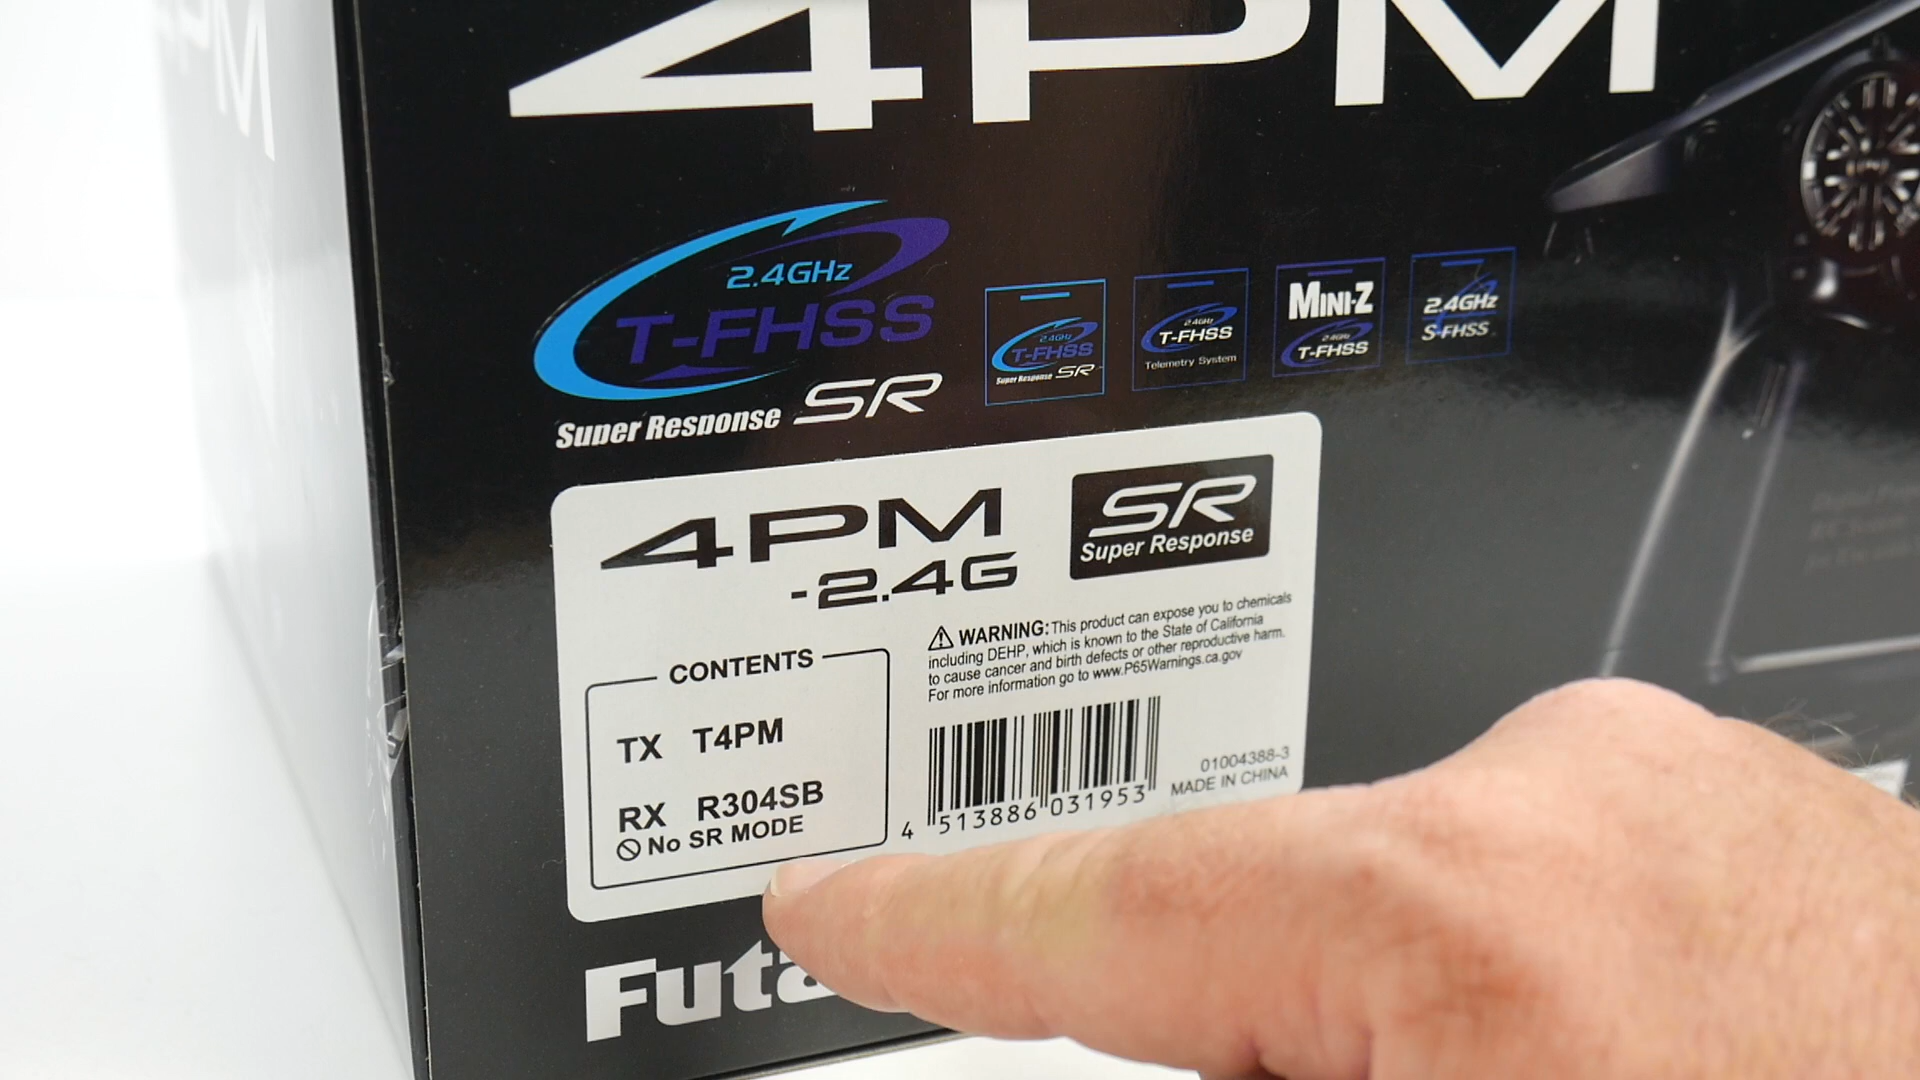 4PM
PM
2.4GHz
T-FHSS
Super Response SR
2.4GHz
T-FHSS
Super Response SR
2.4GHz
T-FHSS
Telemetry System
MINI-Z
2.4GHz
T-FHSS
2.4GHz
S-FHSS
4PM
-2.4G
SR
Super Response
CONTENTS
TX T4PM
RX R304SB
No SR MODE
WARNING: This product can expose you to chemicals
including DEHP, which is known to the State of California
to cause cancer and birth defects or other reproductive harm.
For more information go to www.P65Warnings.ca.gov
4 513886 031953
01004388-3
MADE IN CHINA
Futa